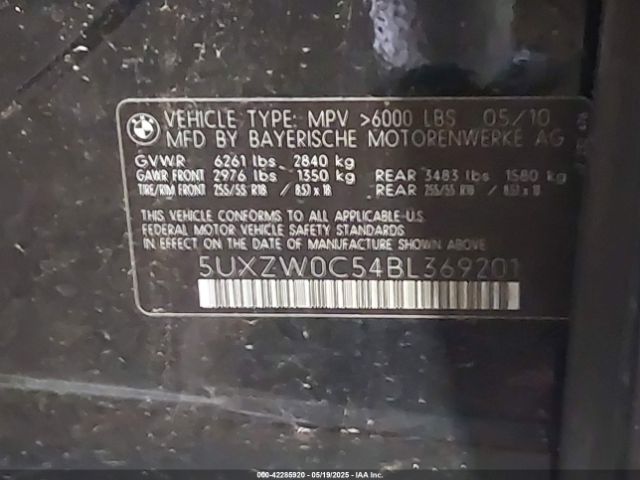 VEHICLE TYPE: MPV >6000 LBS 05/10
MFD BY BAYERISCHE MOTORENWERKE AG
GVWR 6261 lbs 2840 kg
GAWR FRONT 2976 lbs 1350 kg REAR 3483 lbs 1580 kg
TIRE/RIM FRONT 255/55 R18 / 8.5J x 18 REAR 255/55 R18 / 8.5J x 18
THIS VEHICLE CONFORMS TO ALL APPLICABLE U.S.
FEDERAL MOTOR VEHICLE SAFETY STANDARDS
IN EFFECT ON THE DATE OF MANUFACTURE SHOWN ABOVE
5UXZW0C54BL369201
000-42285920 - 05/19/2025 - IAA Inc.